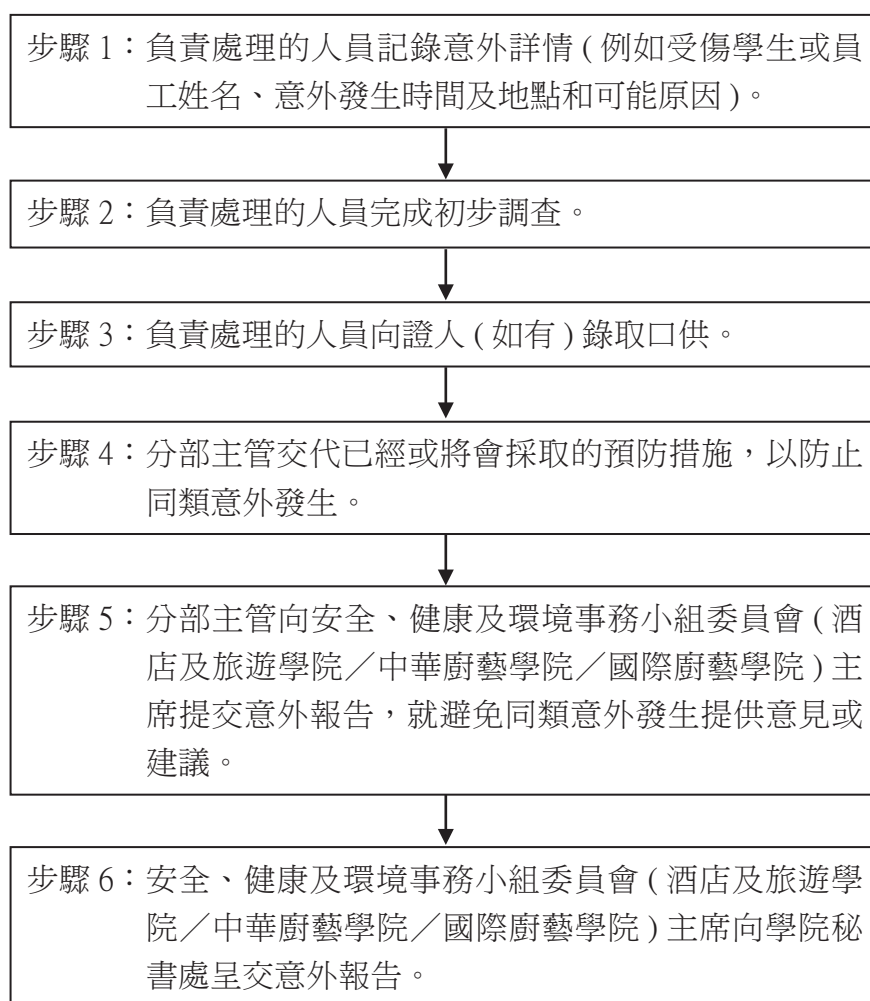 步驟 1：負責處理的人員記錄意外詳情 ( 例如受傷學生或員
工姓名、意外發生時間及地點和可能原因 )。
步驟 2：負責處理的人員完成初步調查。
步驟 3：負責處理的人員向證人 ( 如有 ) 錄取口供。
步驟 4：分部主管交代已經或將會採取的預防措施，以防止
同類意外發生。
步驟 5：分部主管向安全、健康及環境事務小組委員會 ( 酒
店及旅遊學院／中華廚藝學院／國際廚藝學院 ) 主
席提交意外報告，就避免同類意外發生提供意見或
建議。
步驟 6：安全、健康及環境事務小組委員會 ( 酒店及旅遊學
院／中華廚藝學院／國際廚藝學院 ) 主席向學院秘
書處呈交意外報告。